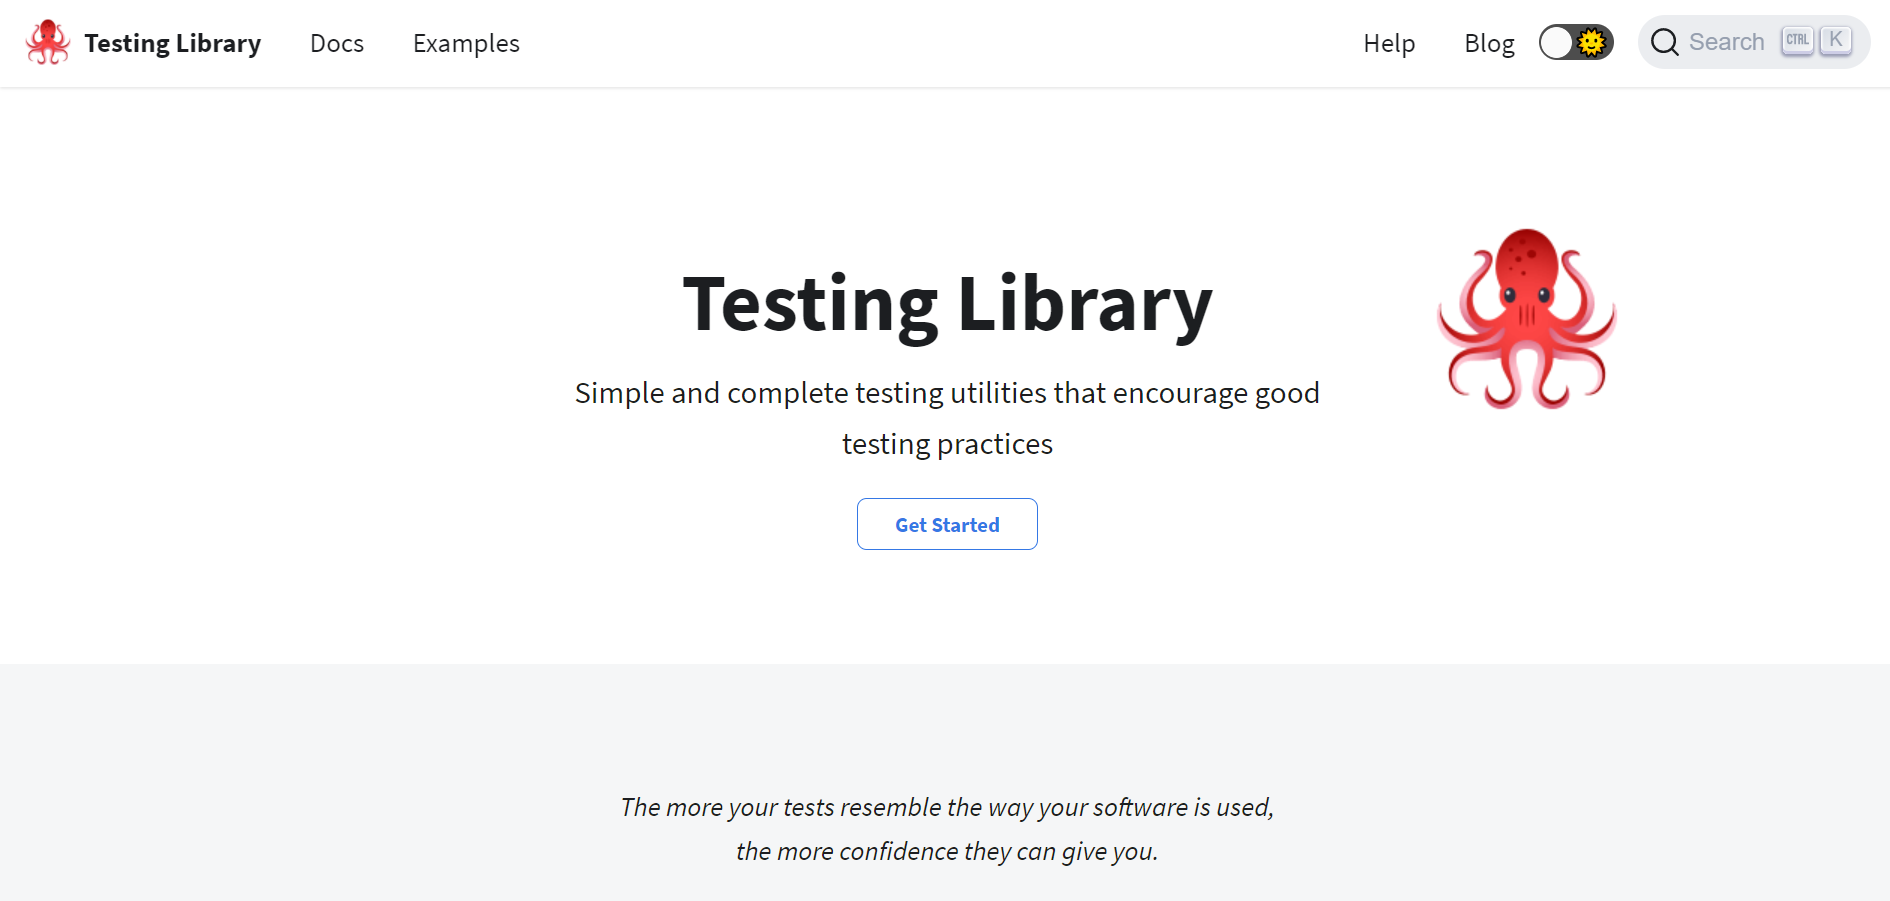 Testing Library Docs Examples Help Blog Search CTRL K
Testing Library
Simple and complete testing utilities that encourage good
testing practices
Get Started
The more your tests resemble the way your software is used,
the more confidence they can give you.